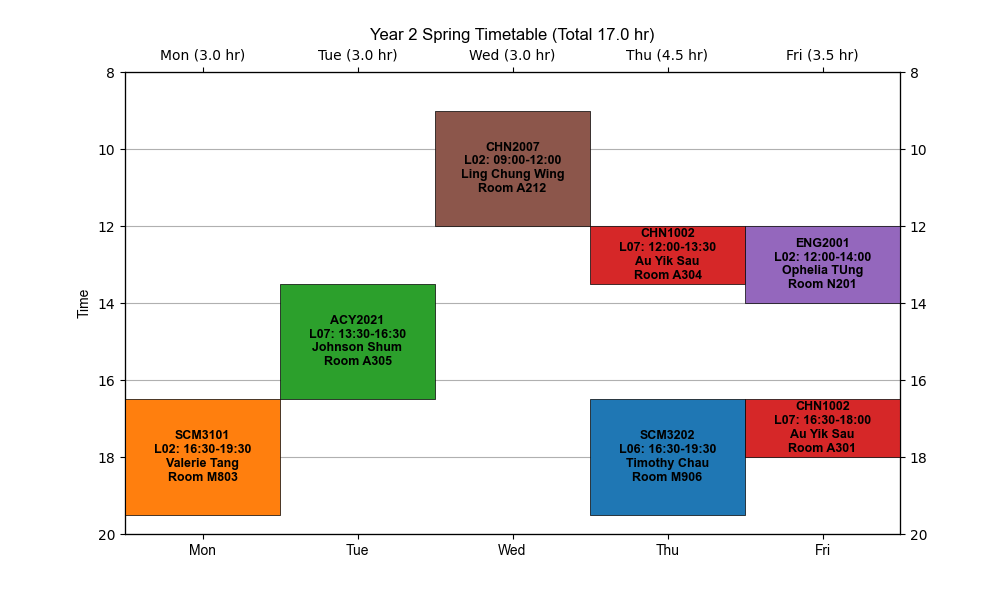 Year 2 Spring Timetable (Total 17.0 hr)
Mon (3.0 hr) Tue (3.0 hr) Wed (3.0 hr) Thu (4.5 hr) Fri (3.5 hr)
8 8
CHN2007
L02: 09:00-12:00
Ling Chung Wing
Room A212
10 10
12 12
CHN1002
L07: 12:00-13:30
Au Yik Sau
Room A304
ENG2001
L02: 12:00-14:00
Ophelia TUng
Room N201
Time
14 14
ACY2021
L07: 13:30-16:30
Johnson Shum
Room A305
16 16
SCM3101
L02: 16:30-19:30
Valerie Tang
Room M803
SCM3202
L06: 16:30-19:30
Timothy Chau
Room M906
CHN1002
L07: 16:30-18:00
Au Yik Sau
Room A301
18 18
20 20
Mon Tue Wed Thu Fri